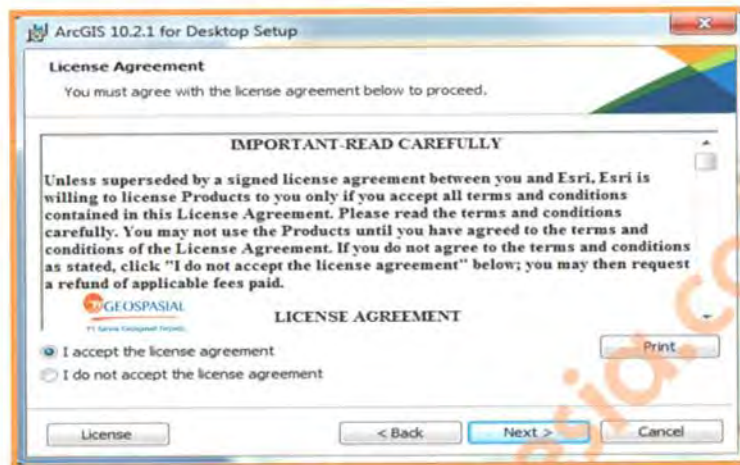 ArcGIS 10.2.1 for Desktop Setup
License Agreement
You must agree with the license agreement below to proceed.
IMPORTANT-READ CAREFULLY
Unless superseded by a signed license agreement between you and Esri, Esri is
willing to license Products to you only if you accept all terms and conditions
contained in this License Agreement. Please read the terms and conditions
carefully. You may not use the Products until you have agreed to the terms and
conditions of the License Agreement. If you do not agree to the terms and conditions
as stated, click "I do not accept the license agreement" below; you may then request
a refund of applicable fees paid.
GEOSPASIAL
LICENSE AGREEMENT
I accept the license agreement
Print
I do not accept the license agreement
License
< Back
Next >
Cancel